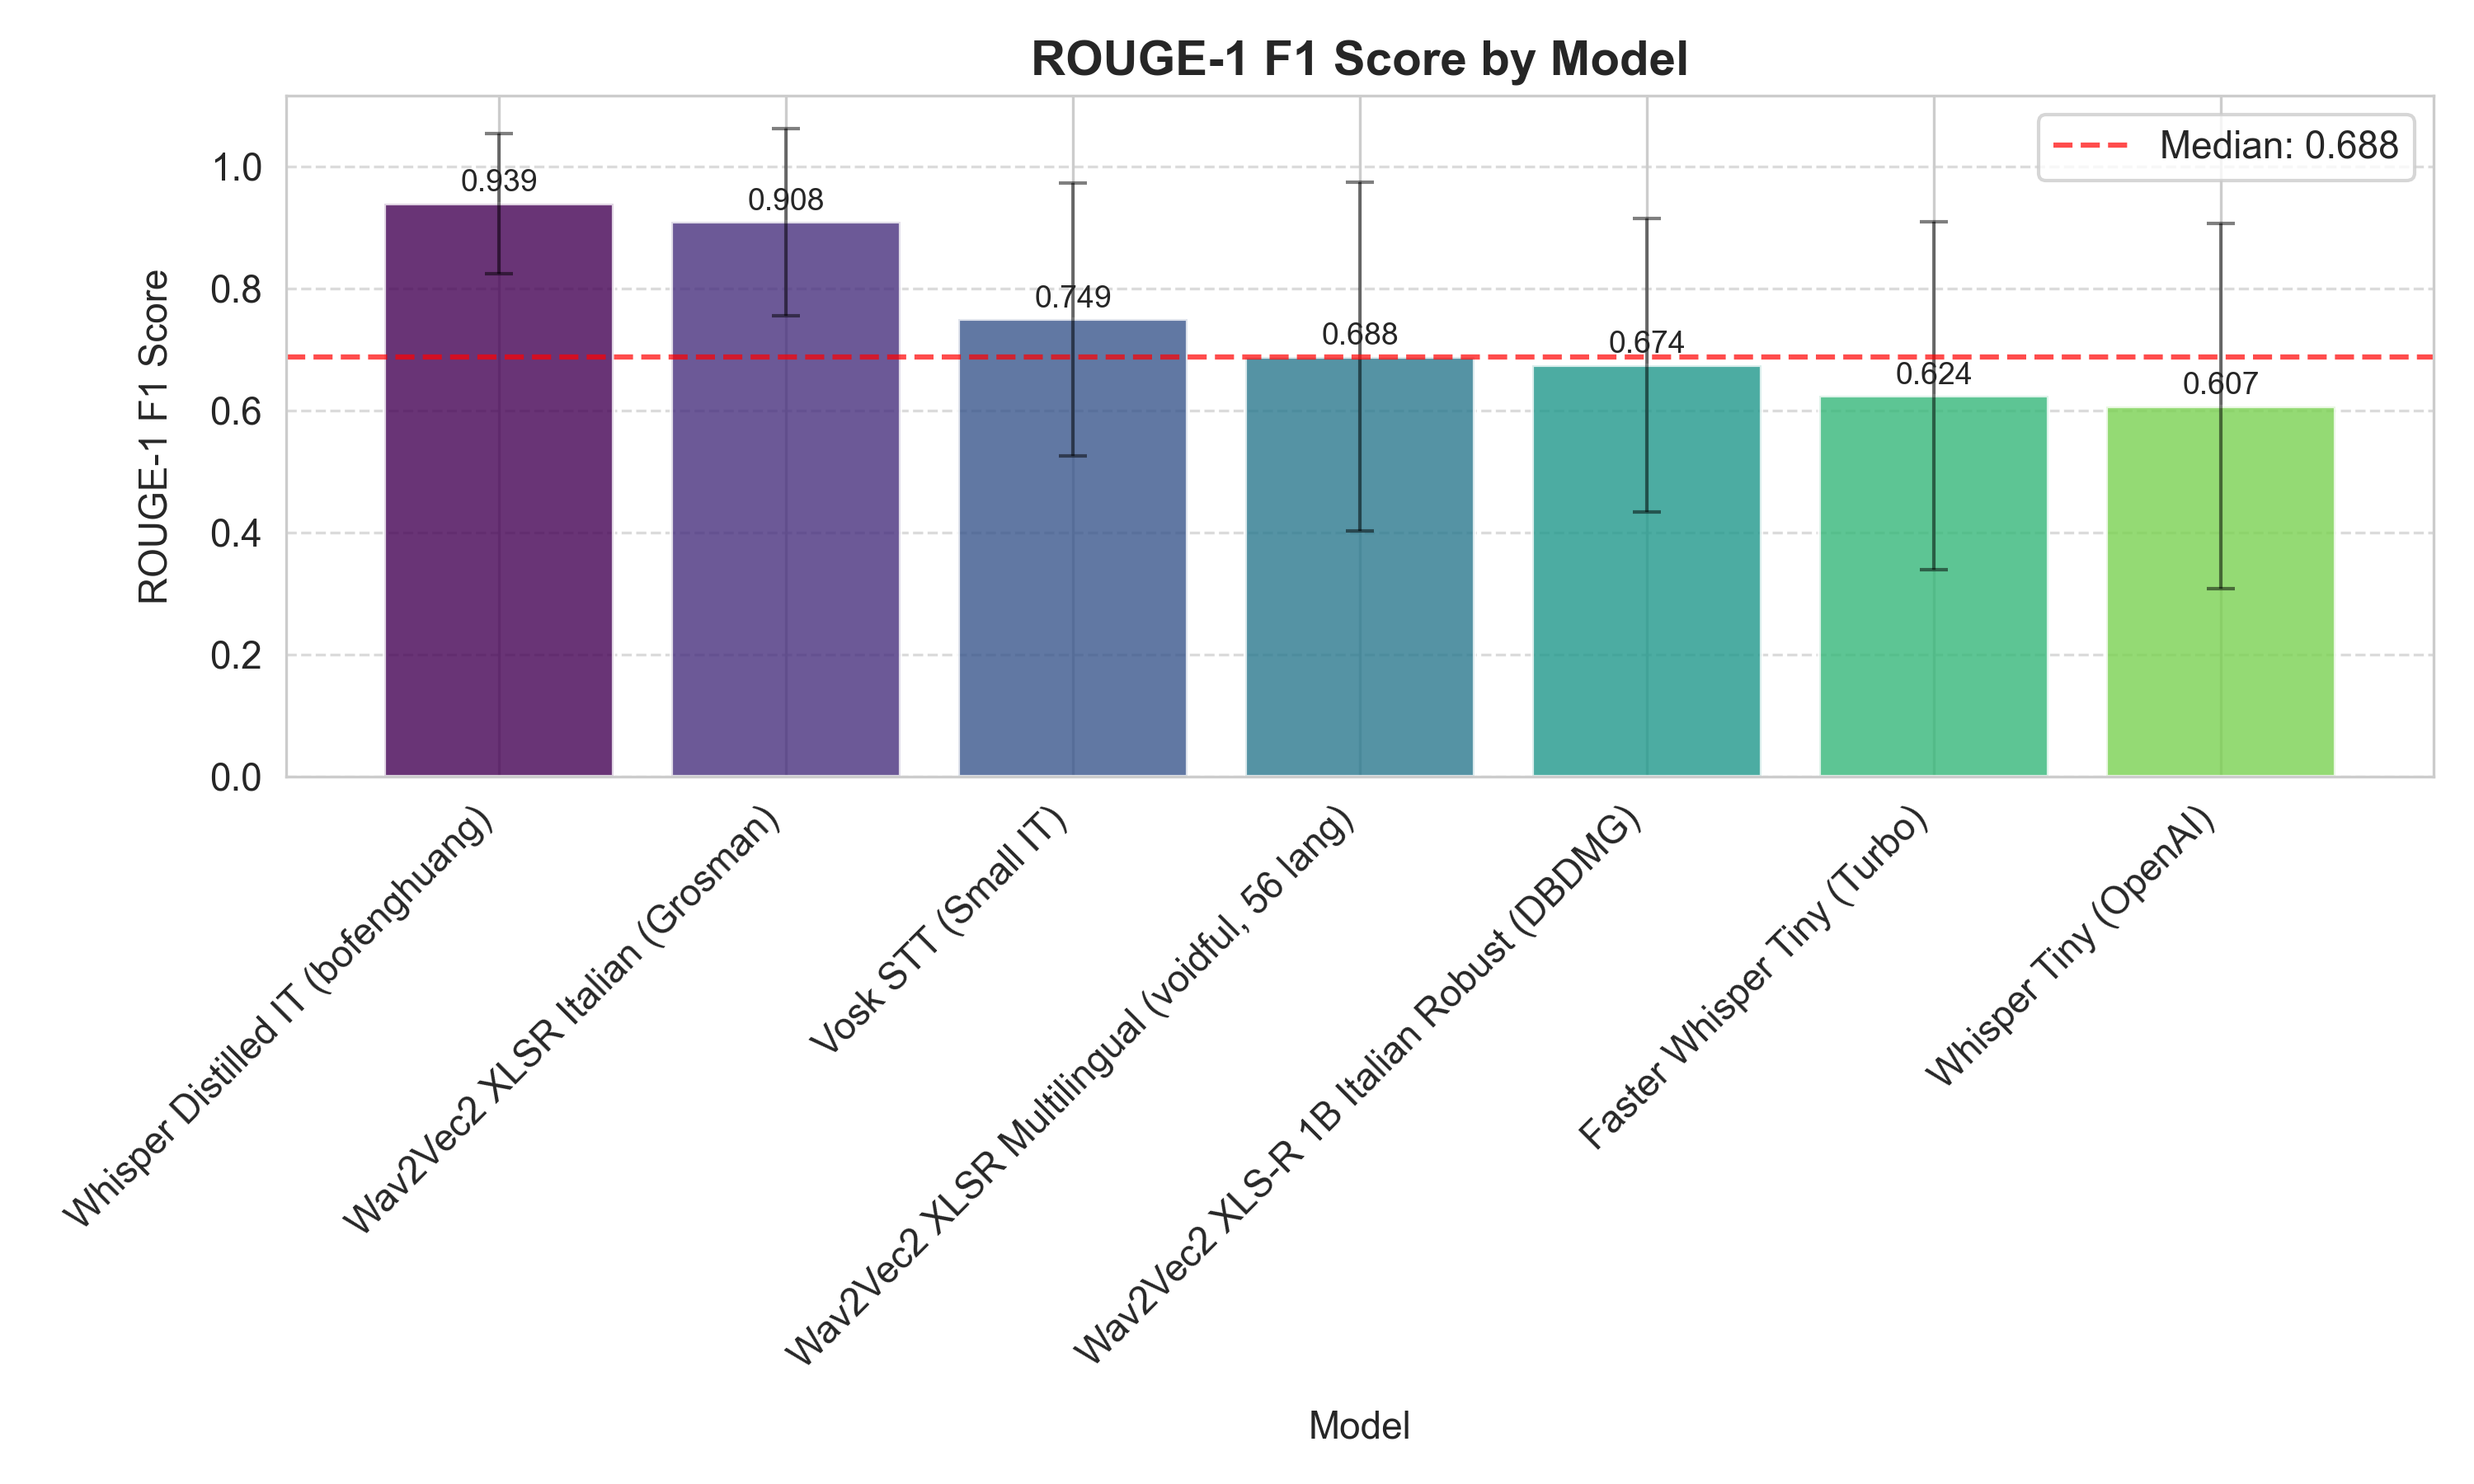 ROUGE-1 F1 Score by Model
Median: 0.688
ROUGE-1 F1 Score
1.0
0.8
0.6
0.4
0.2
0.0
0.939
0.908
0.749
0.688
0.674
0.624
0.607
Whisper Distilled IT (bofenghuang)
Wav2Vec2 XLSR Italian (Grosman)
Vosk STT (Small IT)
Wav2Vec2 XLSR Multilingual (voidful, 56 lang)
Wav2Vec2 XLS-R 1B Italian Robust (DBDMG)
Faster Whisper Tiny (Turbo)
Whisper Tiny (OpenAI)
Model